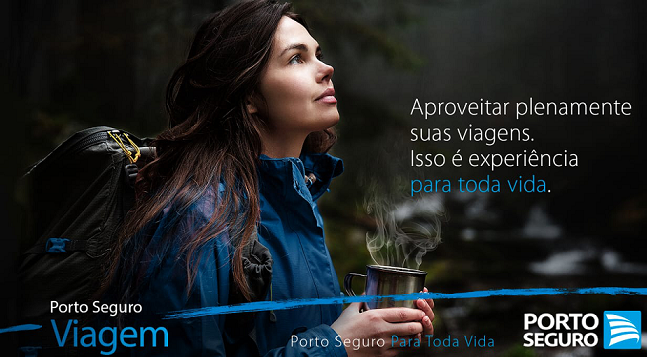 Aproveitar plenamente
suas viagens.
Isso é experiência
para toda vida.
Porto Seguro
Viagem
Porto Seguro Para Toda Vida
PORTO
SEGURO